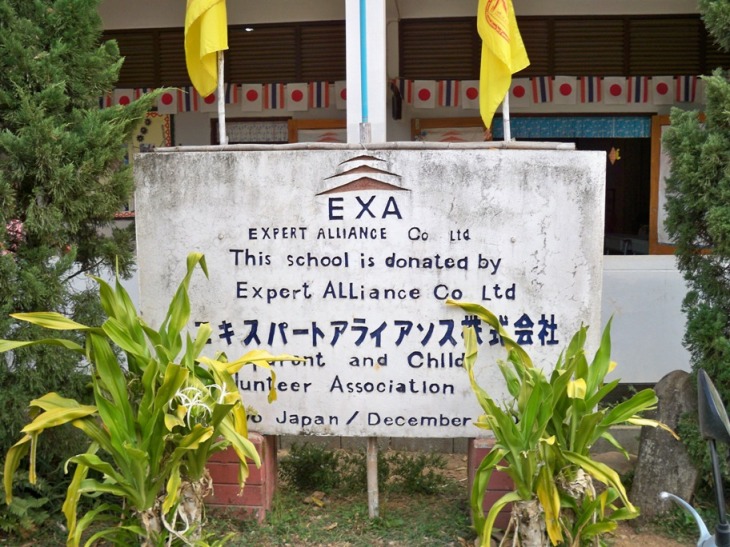 EXA
EXPERT ALLIANCE Co Ltd
This school is donated by
Expert ALLiance Co Ltd
エキスパートアライアソス株式会社
and Child
Association
Japan / December